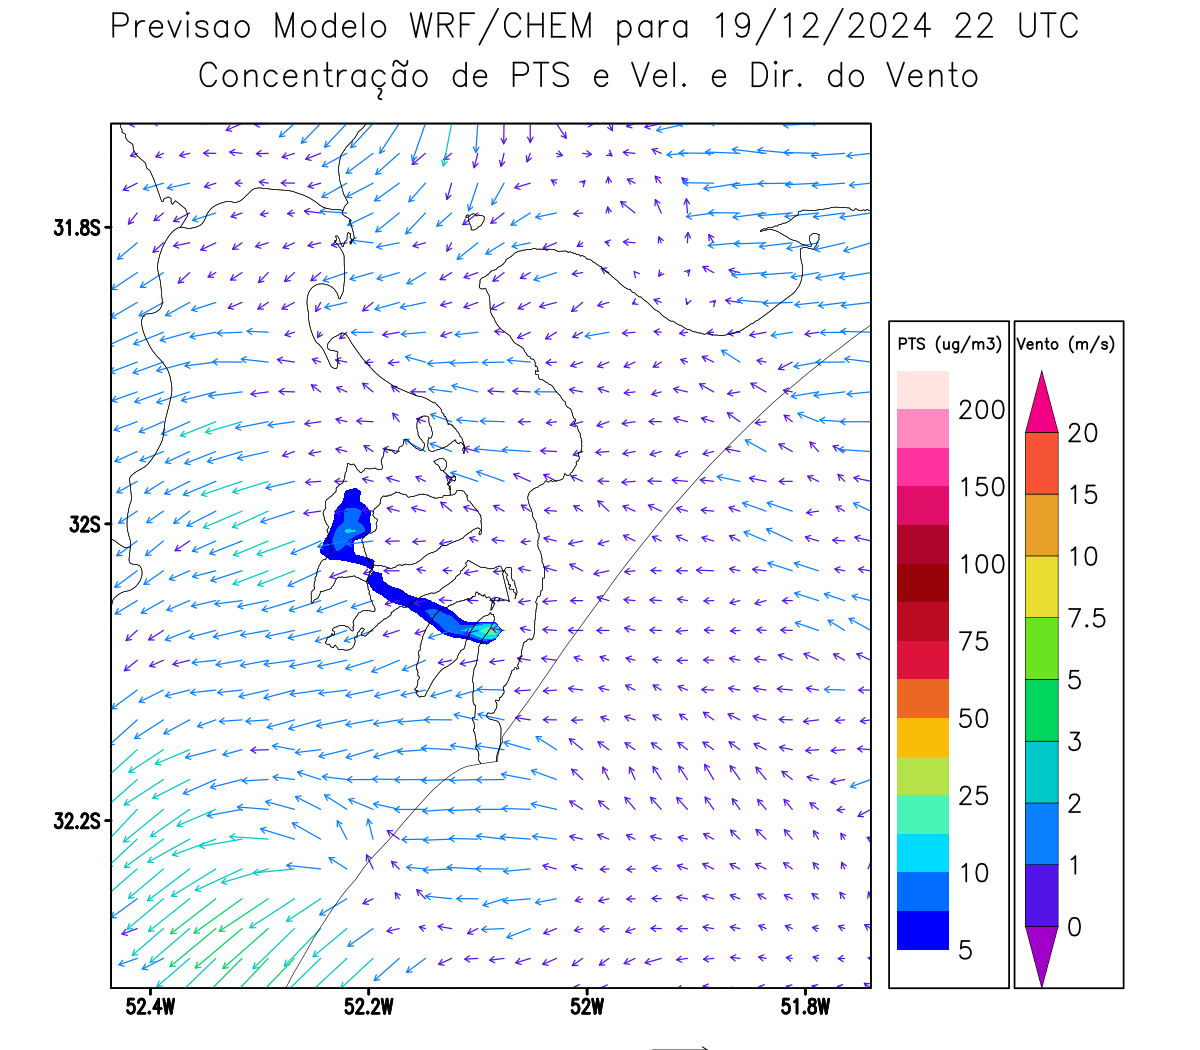 Previsao Modelo WRF/CHEM para 19/12/2024 22 UTC
Concentração de PTS e Vel. e Dir. do Vento
31.8S
32S
32.2S
52.4W
52.2W
52W
51.8W
PTS (ug/m3)
200
150
100
75
50
25
10
5
Vento (m/s)
20
15
10
7.5
5
3
2
1
0